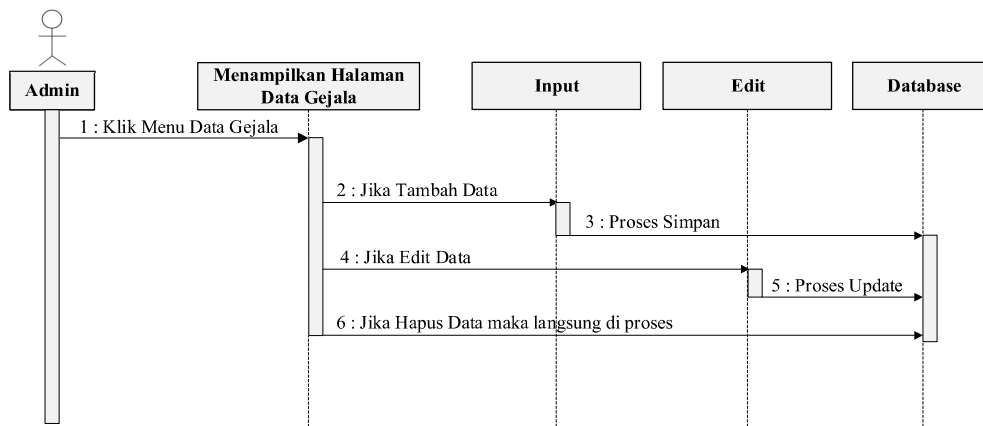 Admin
Menampilkan Halaman
Data Gejala
Input
Edit
Database
1 : Klik Menu Data Gejala
2 : Jika Tambah Data
3 : Proses Simpan
4 : Jika Edit Data
5 : Proses Update
6 : Jika Hapus Data maka langsung di proses